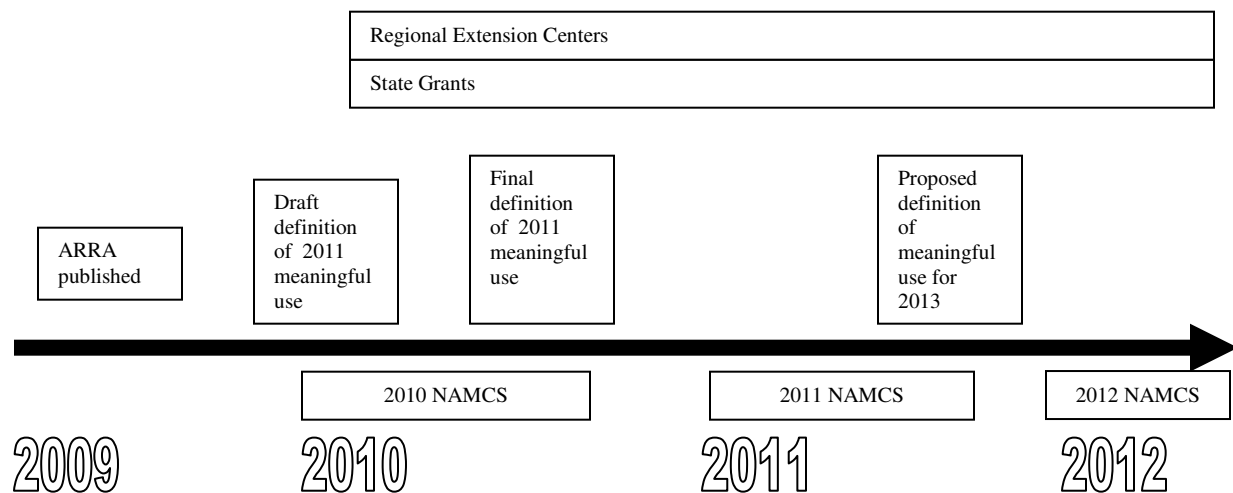 Regional Extension Centers
State Grants
ARRA
published
Draft
definition
of 2011
meaningful
use
Final
definition
of 2011
meaningful
use
Proposed
definition
of
meaningful
use for
2013
2010 NAMCS
2011 NAMCS
2012 NAMCS
2009
2010
2011
2012